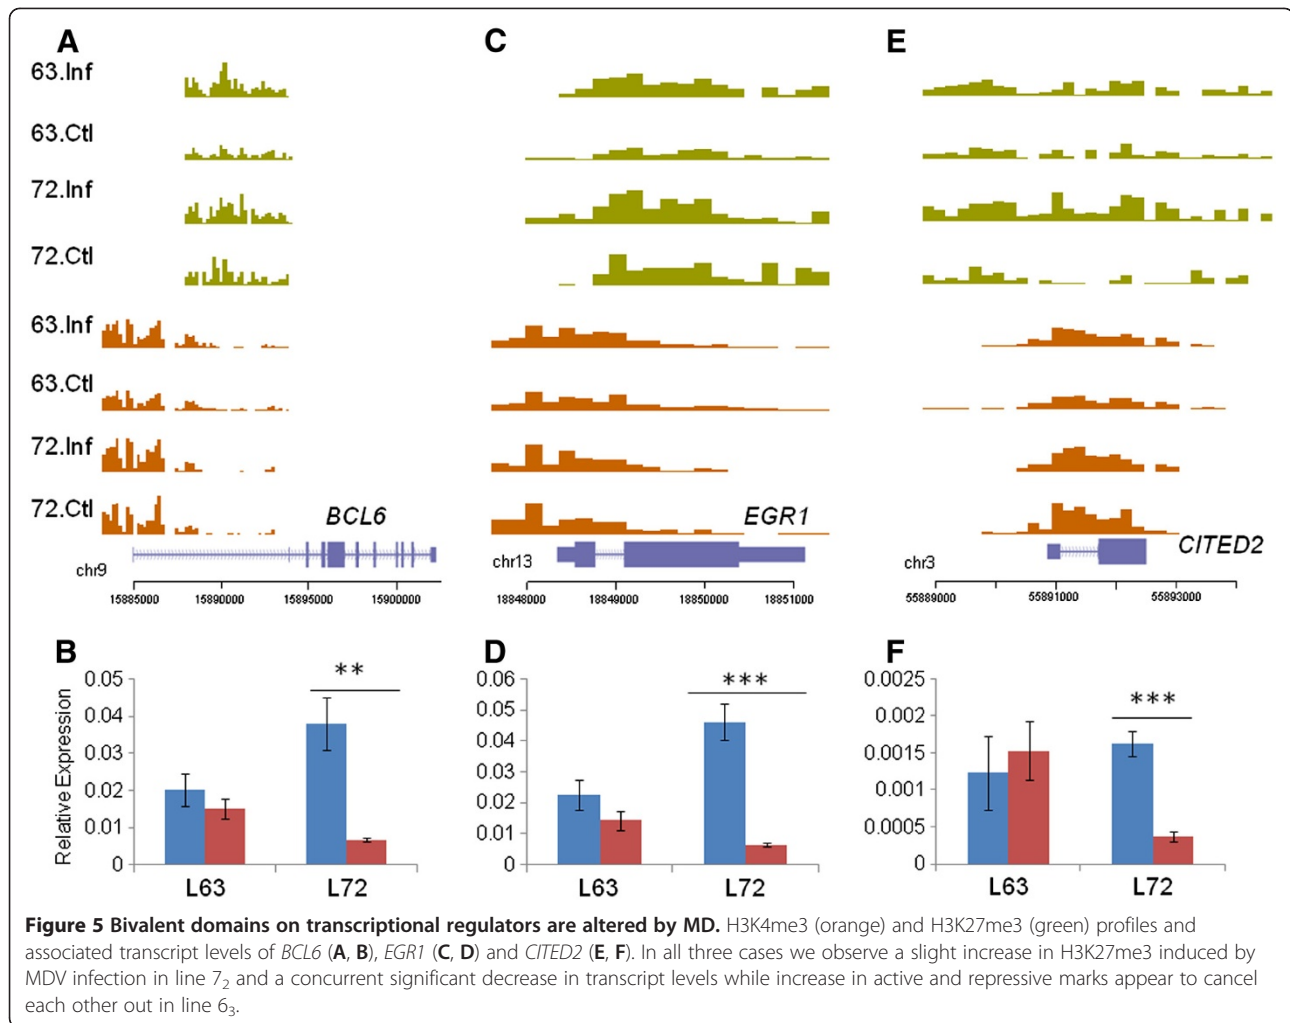 A
C
E
63.Inf
63.Ctl
72.Inf
72.Ctl
63.Inf
63.Ctl
72.Inf
72.Ctl
BCL6
EGR1
CITED2
chr9
chr13
chr3
15885000 15890000 15895000 15900000
18848000 18849000 18850000 18851000
55889000 55891000 55893000
B
D
F
Relative Expression
0.05
0.04
0.03
0.02
0.01
0
**
L63 L72
0.06
0.05
0.04
0.03
0.02
0.01
0
***
L63 L72
0.0025
0.002
0.0015
0.001
0.0005
0
***
L63 L72
Figure 5 Bivalent domains on transcriptional regulators are altered by MD. H3K4me3 (orange) and H3K27me3 (green) profiles and
associated transcript levels of BCL6 (A, B), EGR1 (C, D) and CITED2 (E, F). In all three cases we observe a slight increase in H3K27me3 induced by
MDV infection in line 7₂ and a concurrent significant decrease in transcript levels while increase in active and repressive marks appear to cancel
each other out in line 6₃.